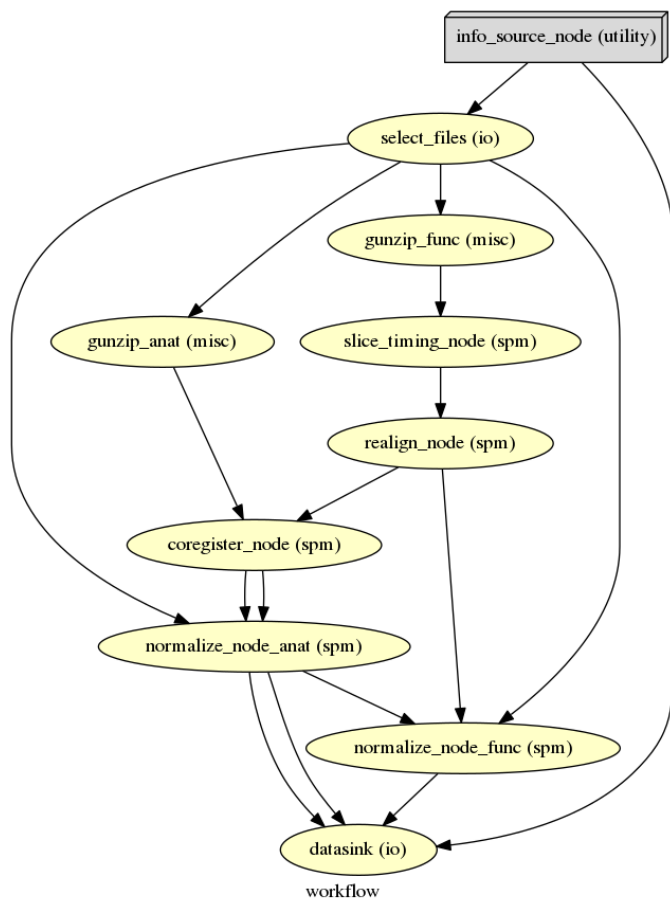 info_source_node (utility)
select_files (io)
gunzip_func (misc)
gunzip_anat (misc)
slice_timing_node (spm)
realign_node (spm)
coregister_node (spm)
normalize_node_anat (spm)
normalize_node_func (spm)
datasink (io)
workflow